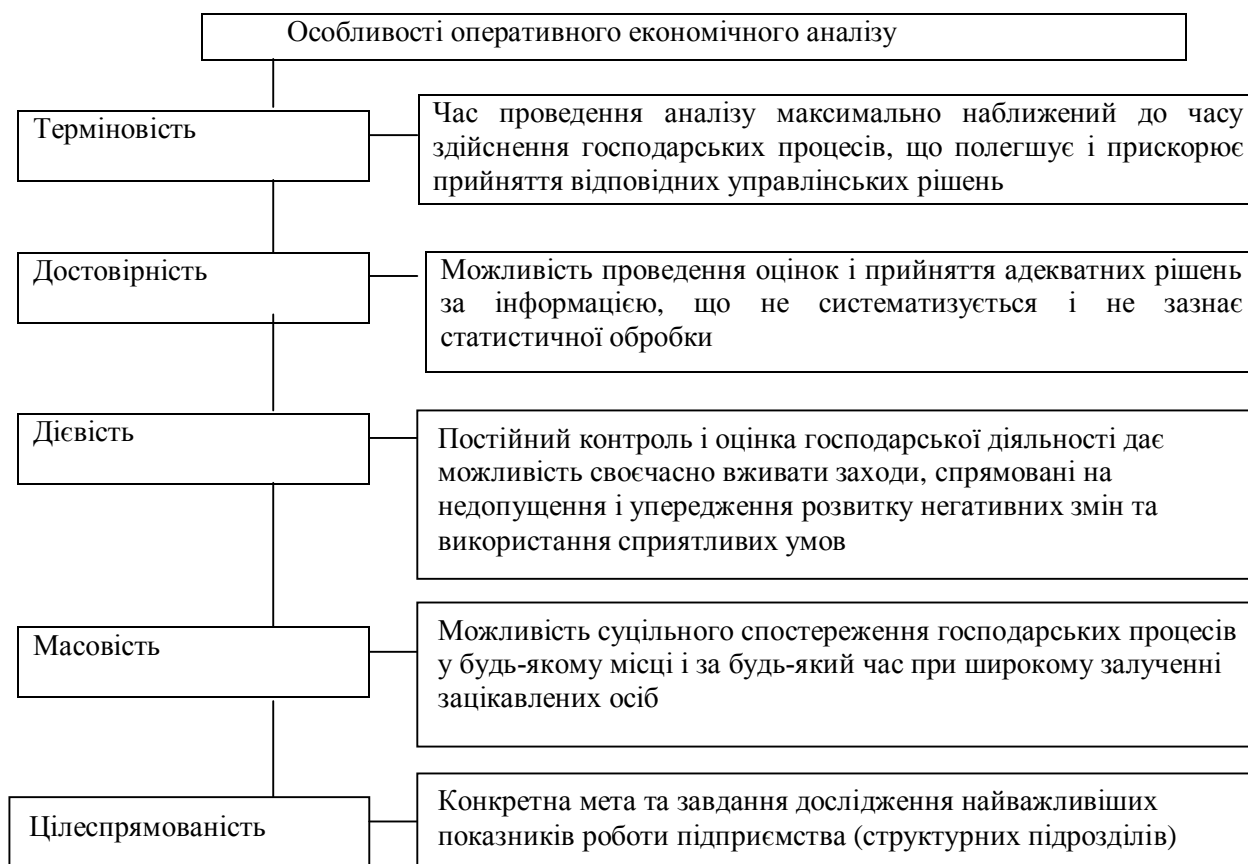 Особливості оперативного економічного аналізу
Терміновість
Час проведення аналізу максимально наближений до часу
здійснення господарських процесів, що полегшує і прискорює
прийняття відповідних управлінських рішень
Достовірність
Можливість проведення оцінок і прийняття адекватних рішень
за інформацією, що не систематизується і не зазнає
статистичної обробки
Дієвість
Постійний контроль і оцінка господарської діяльності дає
можливість своєчасно вживати заходи, спрямовані на
недопущення і упередження розвитку негативних змін та
використання сприятливих умов
Масовість
Можливість суцільного спостереження господарських процесів
у будь-якому місці і за будь-який час при широкому залученні
зацікавлених осіб
Цілеспрямованість
Конкретна мета та завдання дослідження найважливіших
показників роботи підприємства (структурних підрозділів)